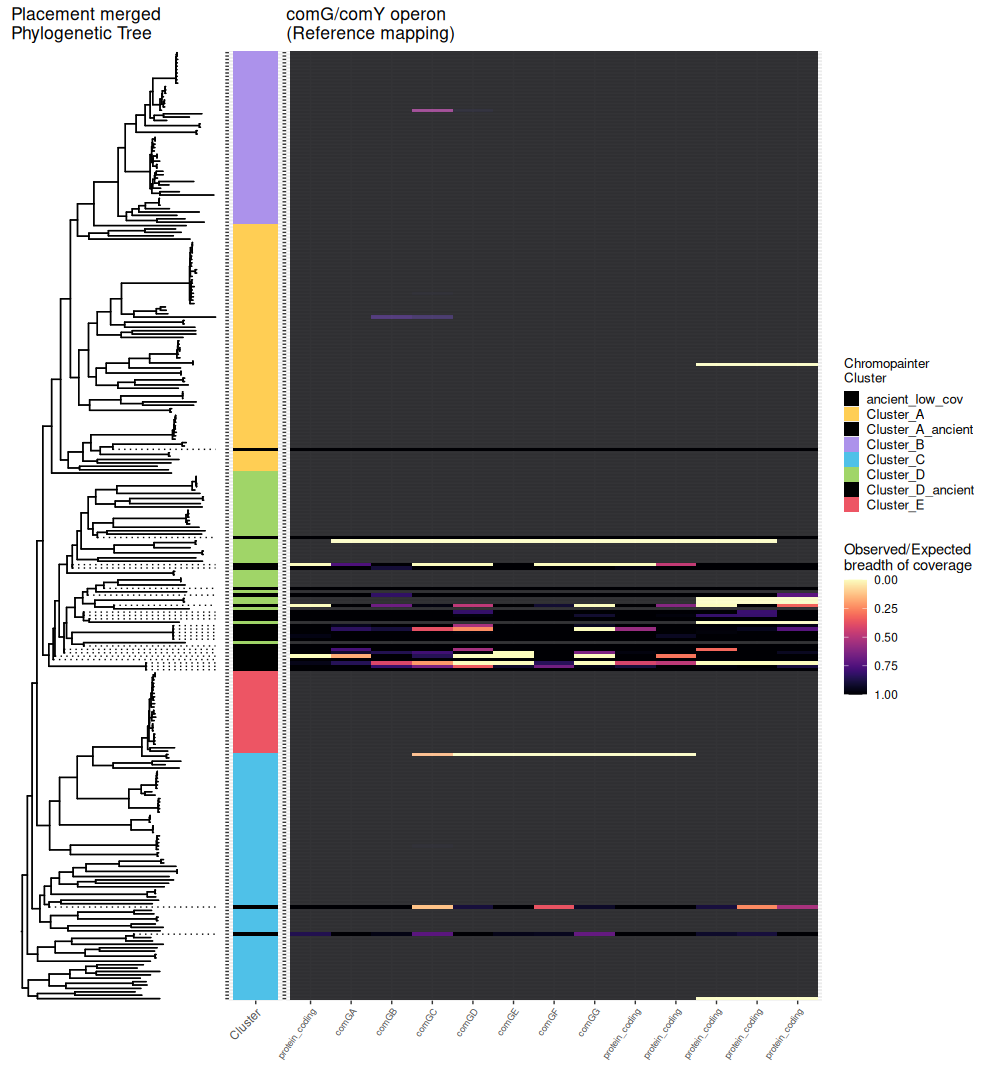 Placement merged
Phylogenetic Tree
comG/comY operon
(Reference mapping)
Chromopainter
Cluster
ancient_low_cov
Cluster_A
Cluster_A_ancient
Cluster_B
Cluster_C
Cluster_D
Cluster_D_ancient
Cluster_E
Observed/Expected
breadth of coverage
0.00
0.25
0.50
0.75
1.00
Cluster
protein_coding
comGA
comGB
comGC
comGD
comGE
comGF
comGG
protein_coding
protein_coding
protein_coding
protein_coding
protein_coding